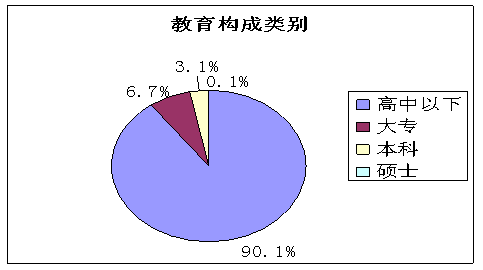 教育构成类别
3.1%
0.1%
6.7%
90.1%
高中以下
大专
本科
硕士